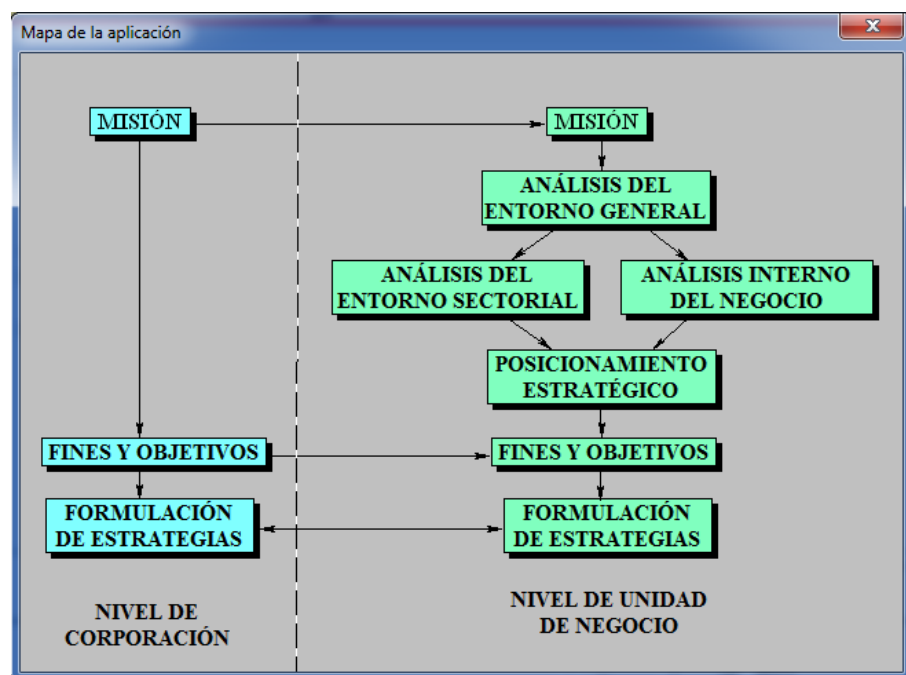 Mapa de la aplicación
MISIÓN
MISIÓN
ANÁLISIS DEL
ENTORNO GENERAL
ANÁLISIS DEL
ENTORNO SECTORIAL
ANÁLISIS INTERNO
DEL NEGOCIO
POSICIONAMIENTO
ESTRATÉGICO
FINES Y OBJETIVOS
FINES Y OBJETIVOS
FORMULACIÓN
DE ESTRATEGIAS
FORMULACIÓN
DE ESTRATEGIAS
NIVEL DE
CORPORACIÓN
NIVEL DE UNIDAD
DE NEGOCIO